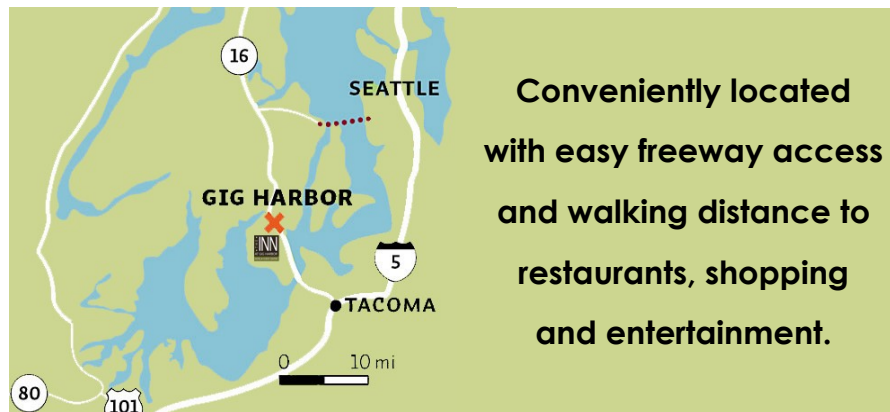 16
SEATTLE
GIG HARBOR
INN
5
TACOMA
0 10 mi
80
101
Conveniently located
with easy freeway access
and walking distance to
restaurants, shopping
and entertainment.